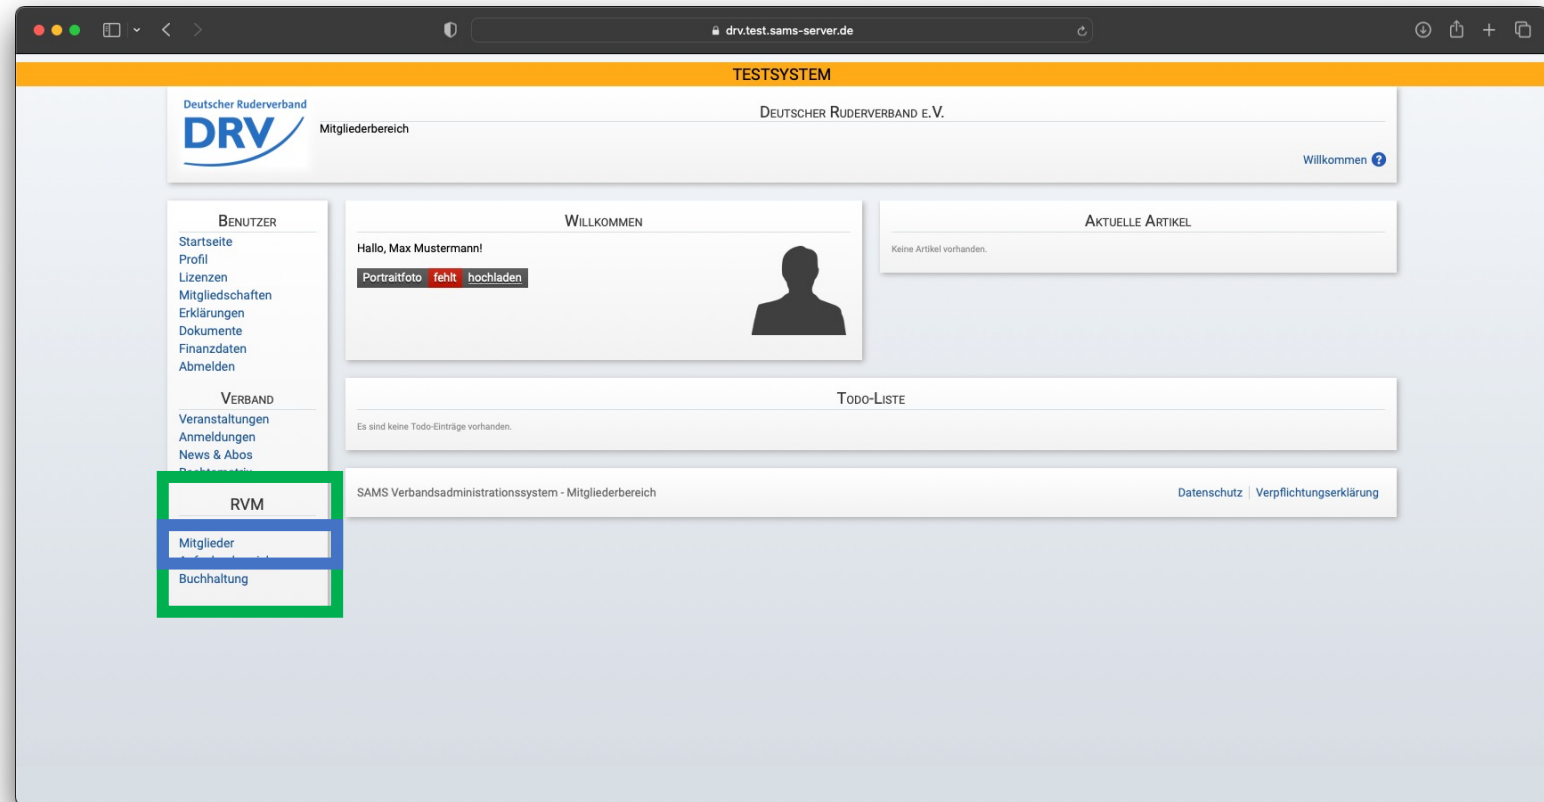 drv.test.sams-server.de
TESTSYSTEM
Deutscher Ruderverband
DRV
DEUTSCHER RUDERVERBAND E.V.
Mitgliederbereich
Willkommen ?
BENUTZER
Startseite
Profil
Lizenzen
Mitgliedschaften
Erklärungen
Dokumente
Finanzdaten
Abmelden
VERBAND
Veranstaltungen
Anmeldungen
News & Abos
RVM
Mitglieder
Buchhaltung
WILLKOMMEN
Hallo, Max Mustermann!
Portraitfoto fehlt hochladen
AKTUELLE ARTIKEL
Keine Artikel vorhanden.
TODO-LISTE
Es sind keine Todo-Einträge vorhanden.
SAMS Verbandsadministrationssystem - Mitgliederbereich
Datenschutz | Verpflichtungserklärung